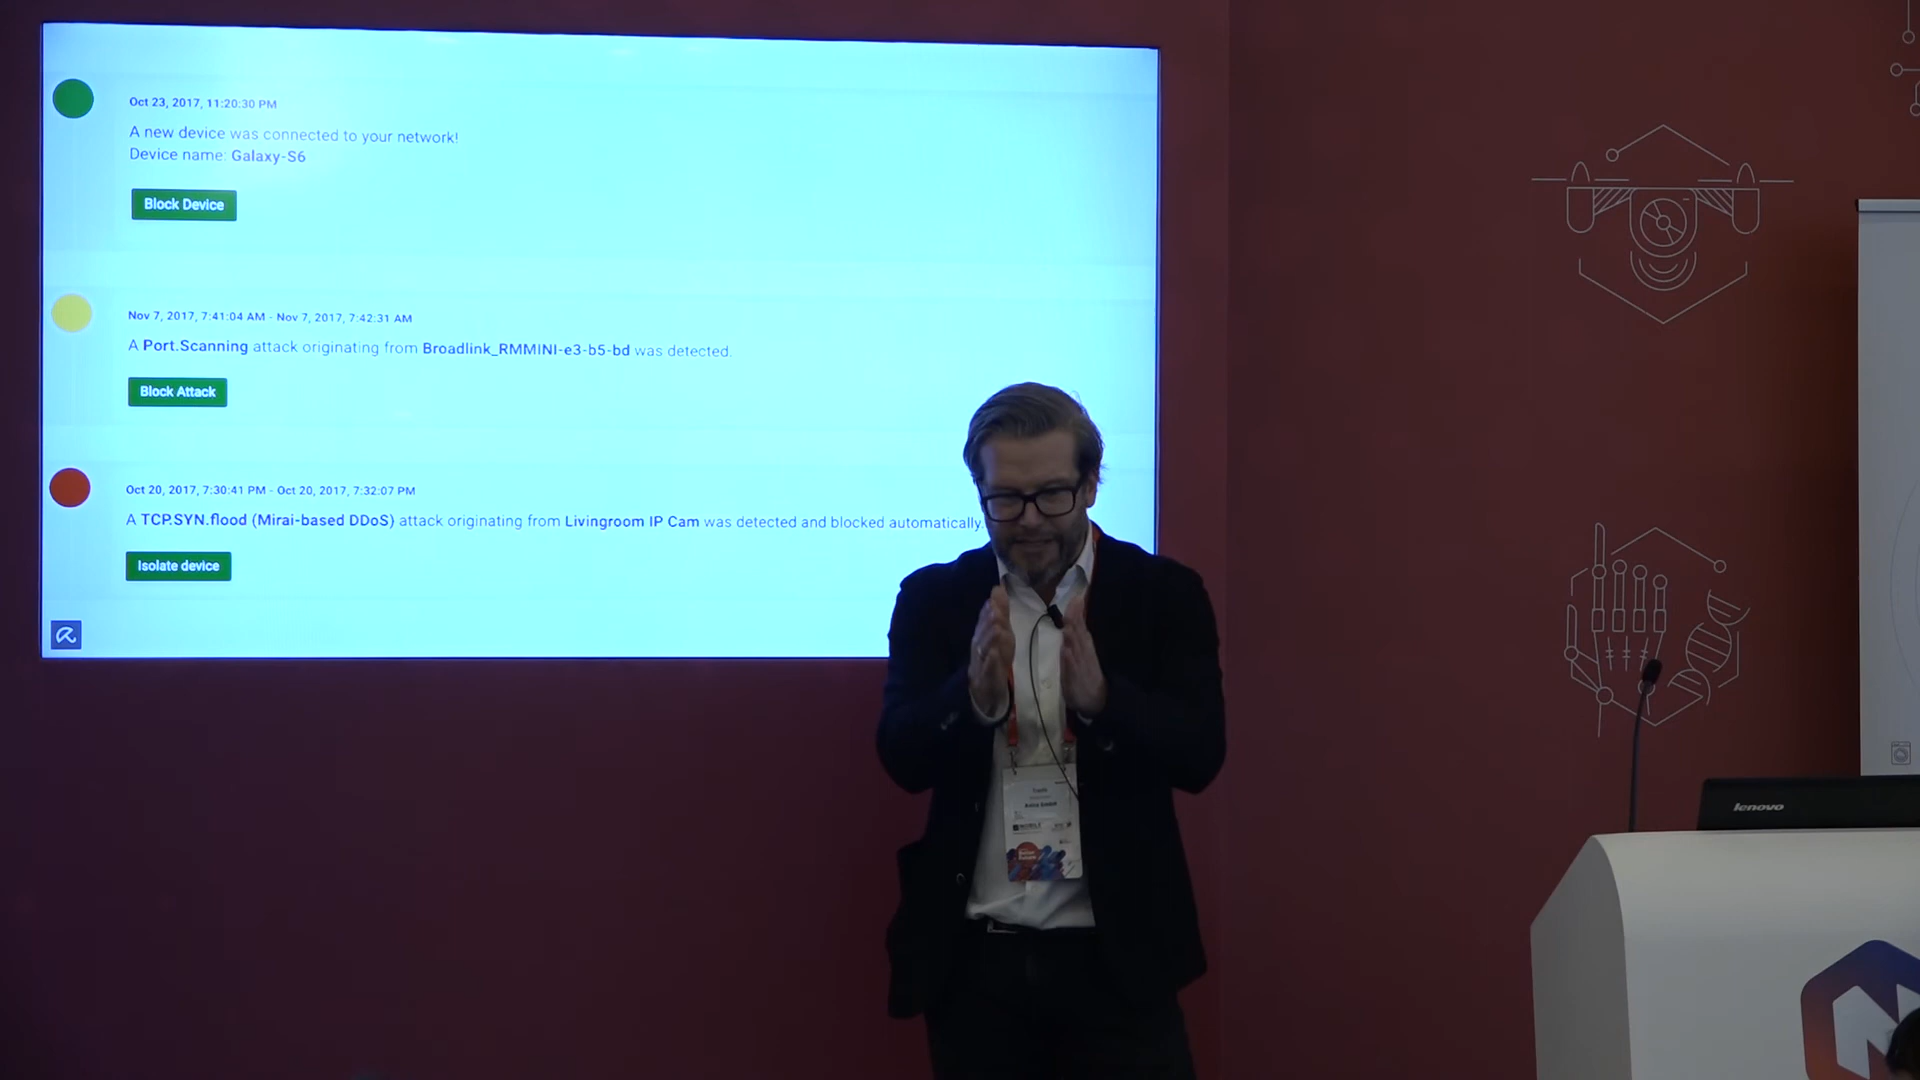 Oct 23, 2017, 11:20:30 PM
A new device was connected to your network!
Device name: Galaxy-S6
Block Device
Nov 7, 2017, 7:41:04 AM - Nov 7, 2017, 7:42:31 AM
A Port.Scanning attack originating from Broadlink_RMMINI-e3-b5-bd was detected.
Block Attack
Oct 20, 2017, 7:30:41 PM - Oct 20, 2017, 7:32:07 PM
A TCP.SYN.flood (Mirai-based DDoS) attack originating from Livingroom IP Cam was detected and blocked automatically.
Isolate device
lenovo